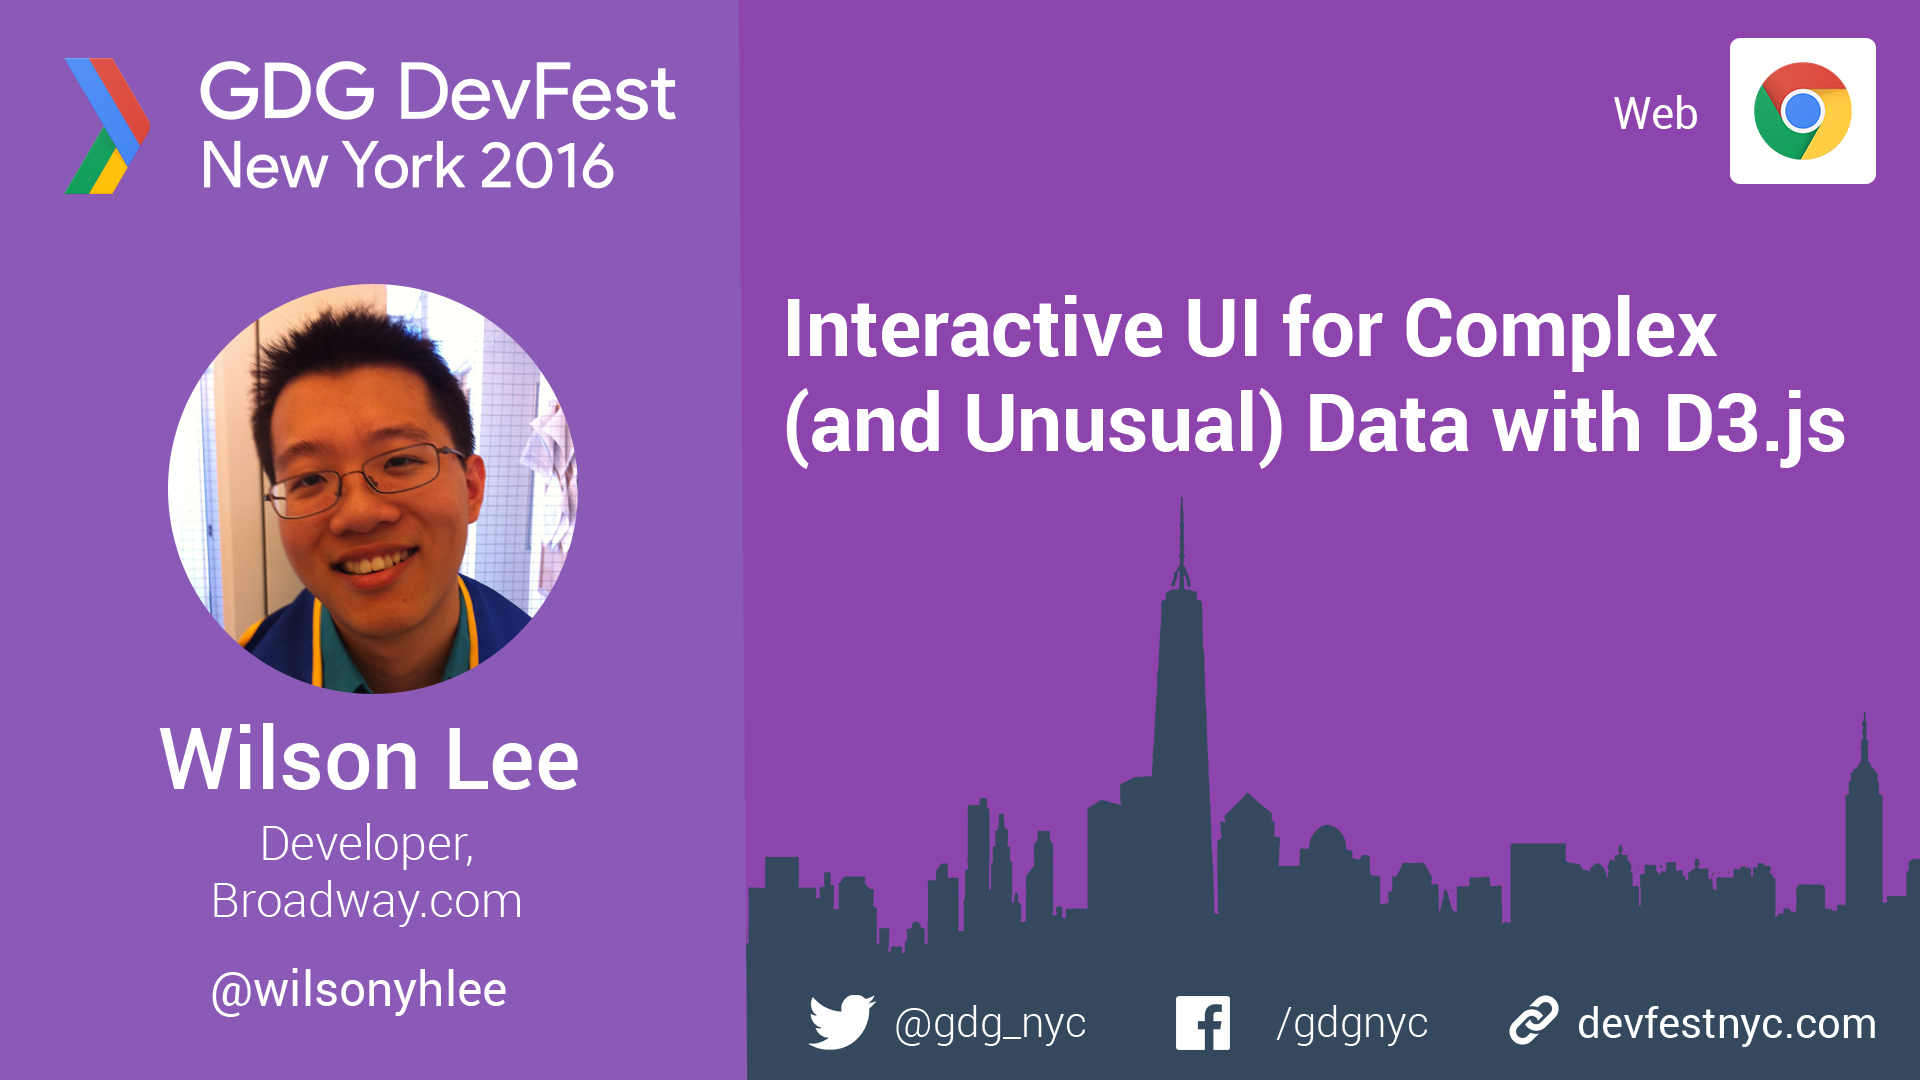 GDG DevFest
New York 2016
Web
Interactive UI for Complex
(and Unusual) Data with D3.js
Wilson Lee
Developer,
Broadway.com
@wilsonyhlee
@gdg_nyc
/gdgnyc
devfestnyc.com